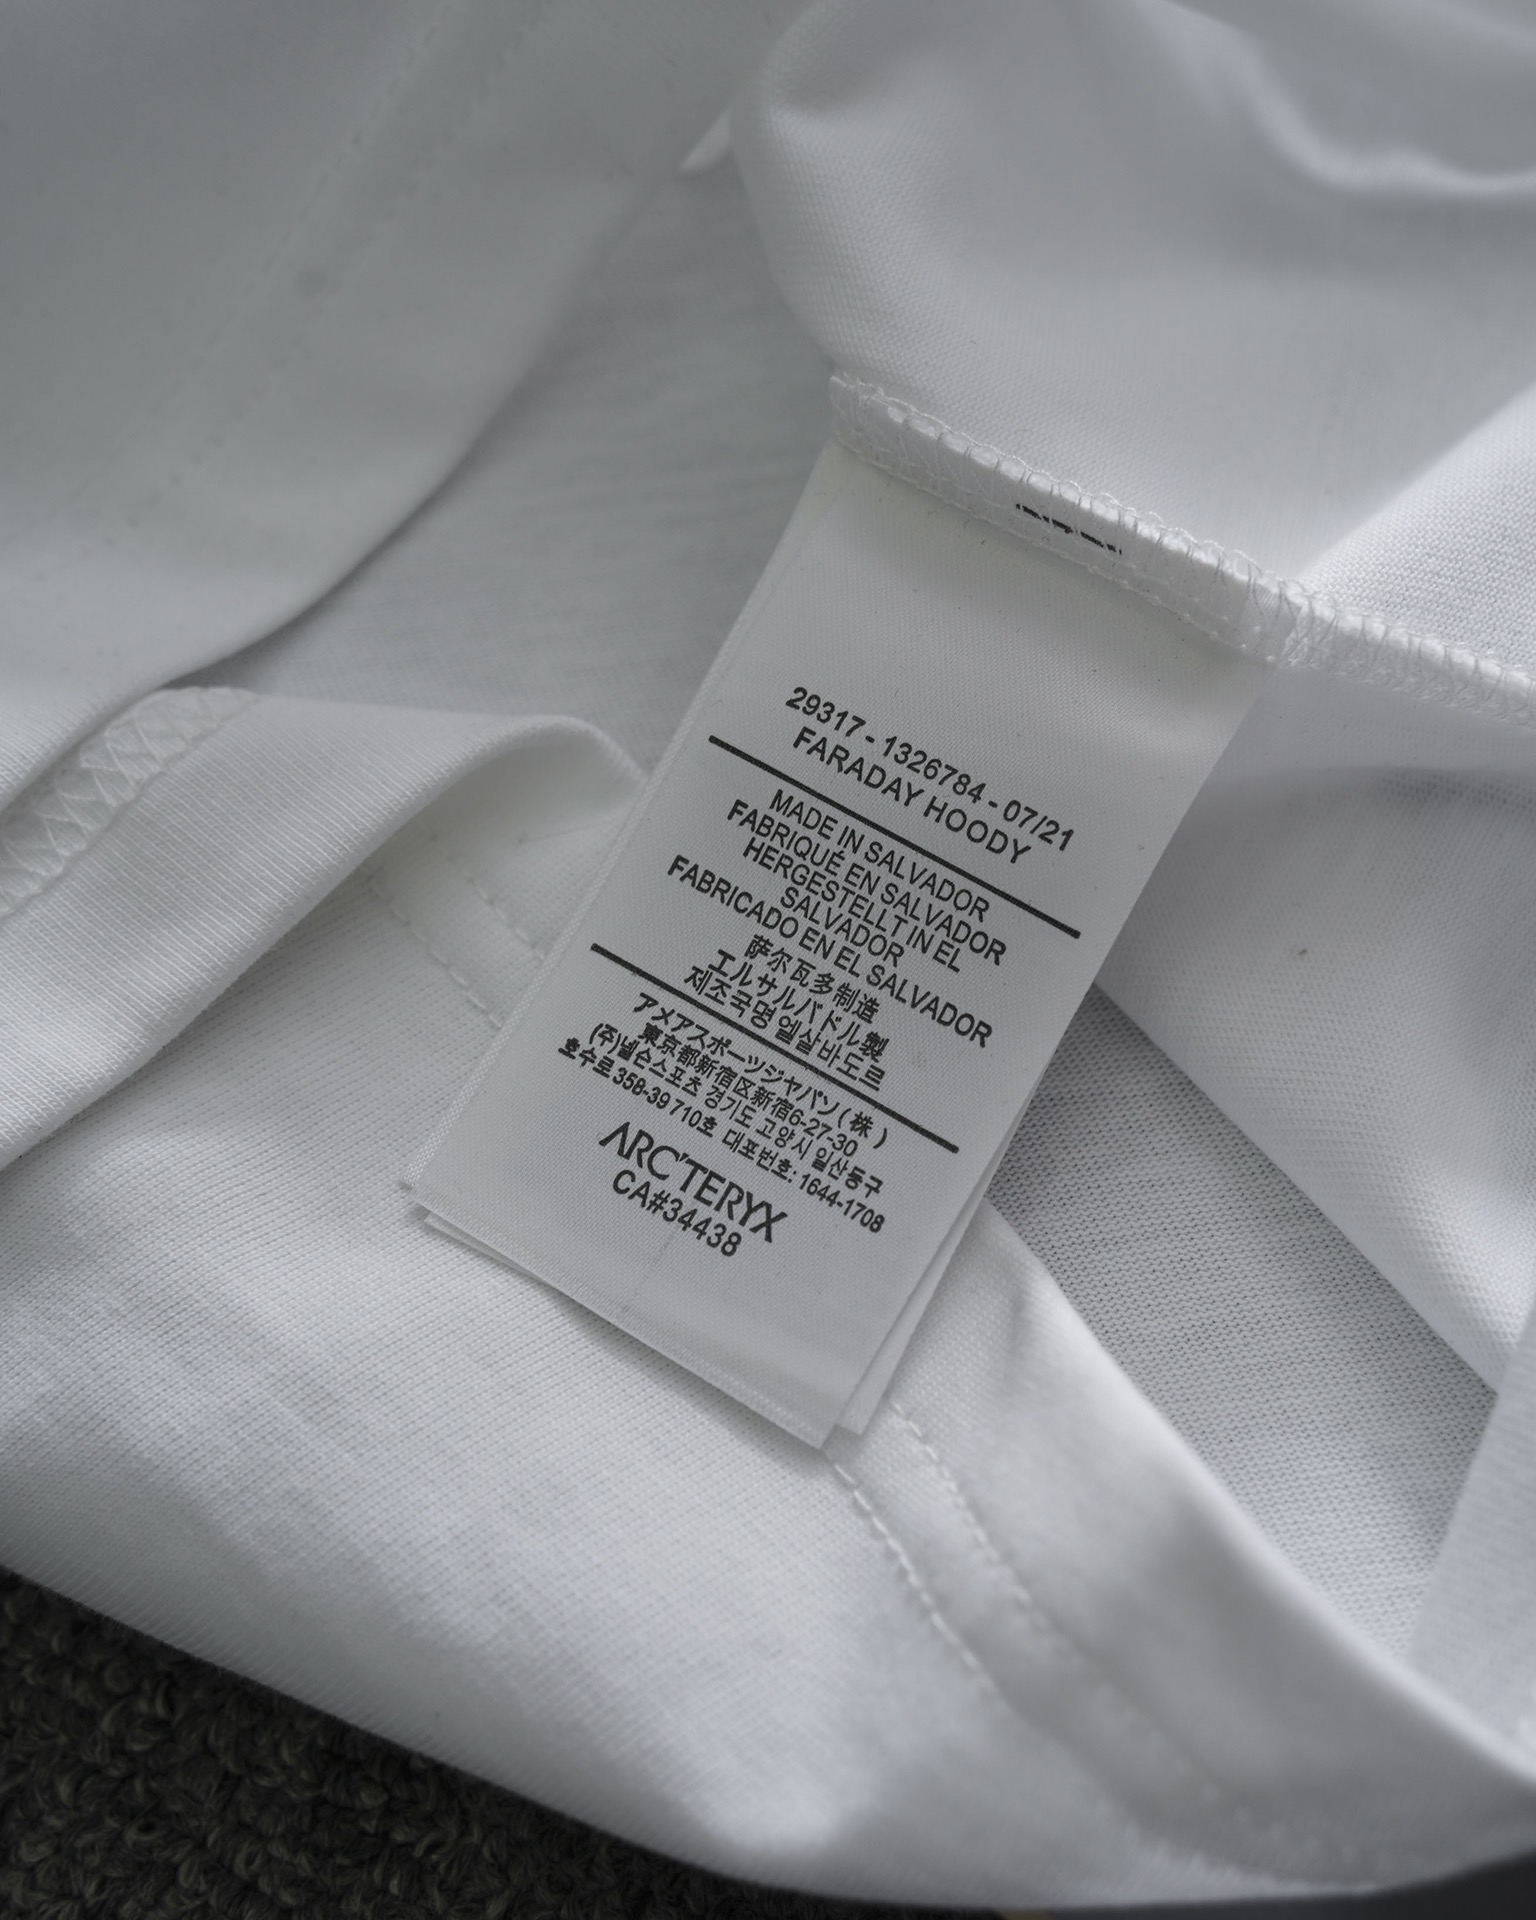 29317 - 1326784 - 07/21
FARADAY HOODY
MADE IN SALVADOR
FABRIQUÉ EN SALVADOR
HERGESTELLT IN EL
SALVADOR
FABRICADO EN EL SALVADOR
萨尔瓦多制造
エルサルバドル製
제조국명 엘살바도르
アメアスポーツジャパン(株)
東京都新宿区新宿6-27-30
(주)넬슨스포츠 경기도 고양시 일산동구
호수로 358-39 710호 대표번호: 1644-1708
ARC'TERYX
CA#34438